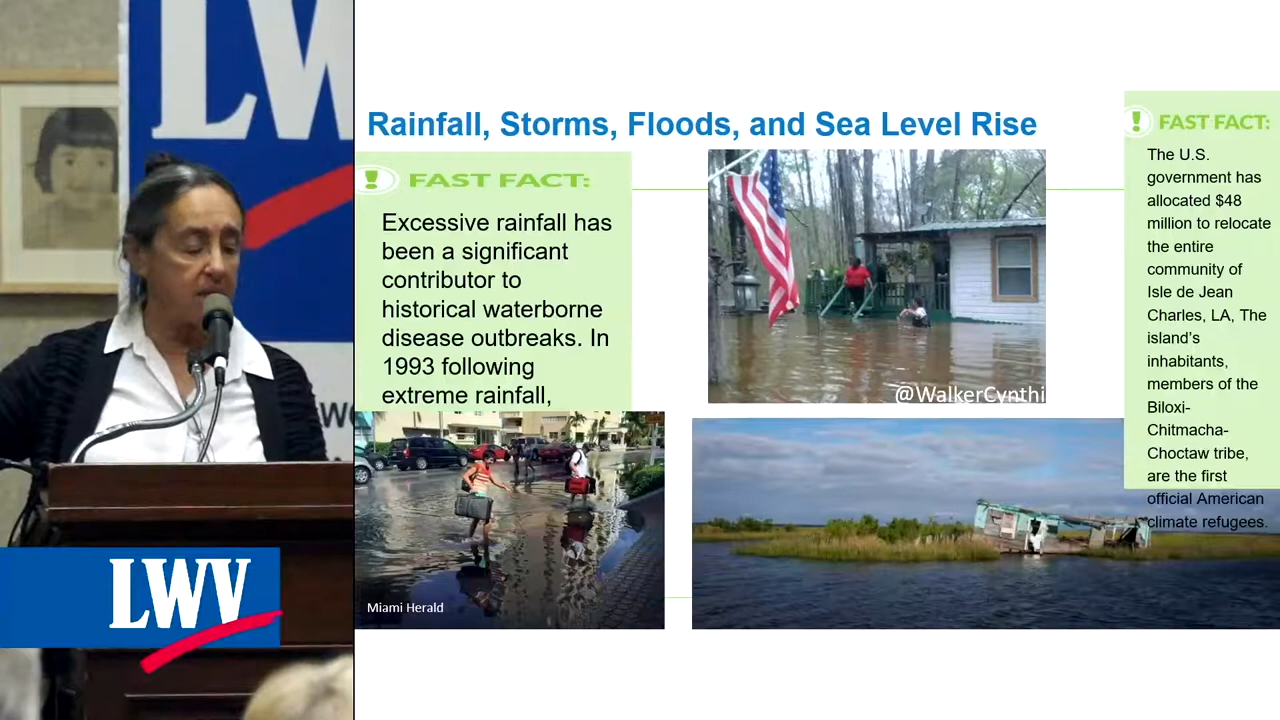 LWV
Rainfall, Storms, Floods, and Sea Level Rise
! FAST FACT:
Excessive rainfall has
been a significant
contributor to
historical waterborne
disease outbreaks. In
1993 following
extreme rainfall,
@WalkerCynthi
Miami Herald
! FAST FACT:
The U.S.
government has
allocated $48
million to relocate
the entire
community of
Isle de Jean
Charles, LA, The
island’s
inhabitants,
members of the
Biloxi-
Chitmacha-
Choctaw tribe,
are the first
official American
climate refugees.
LWV